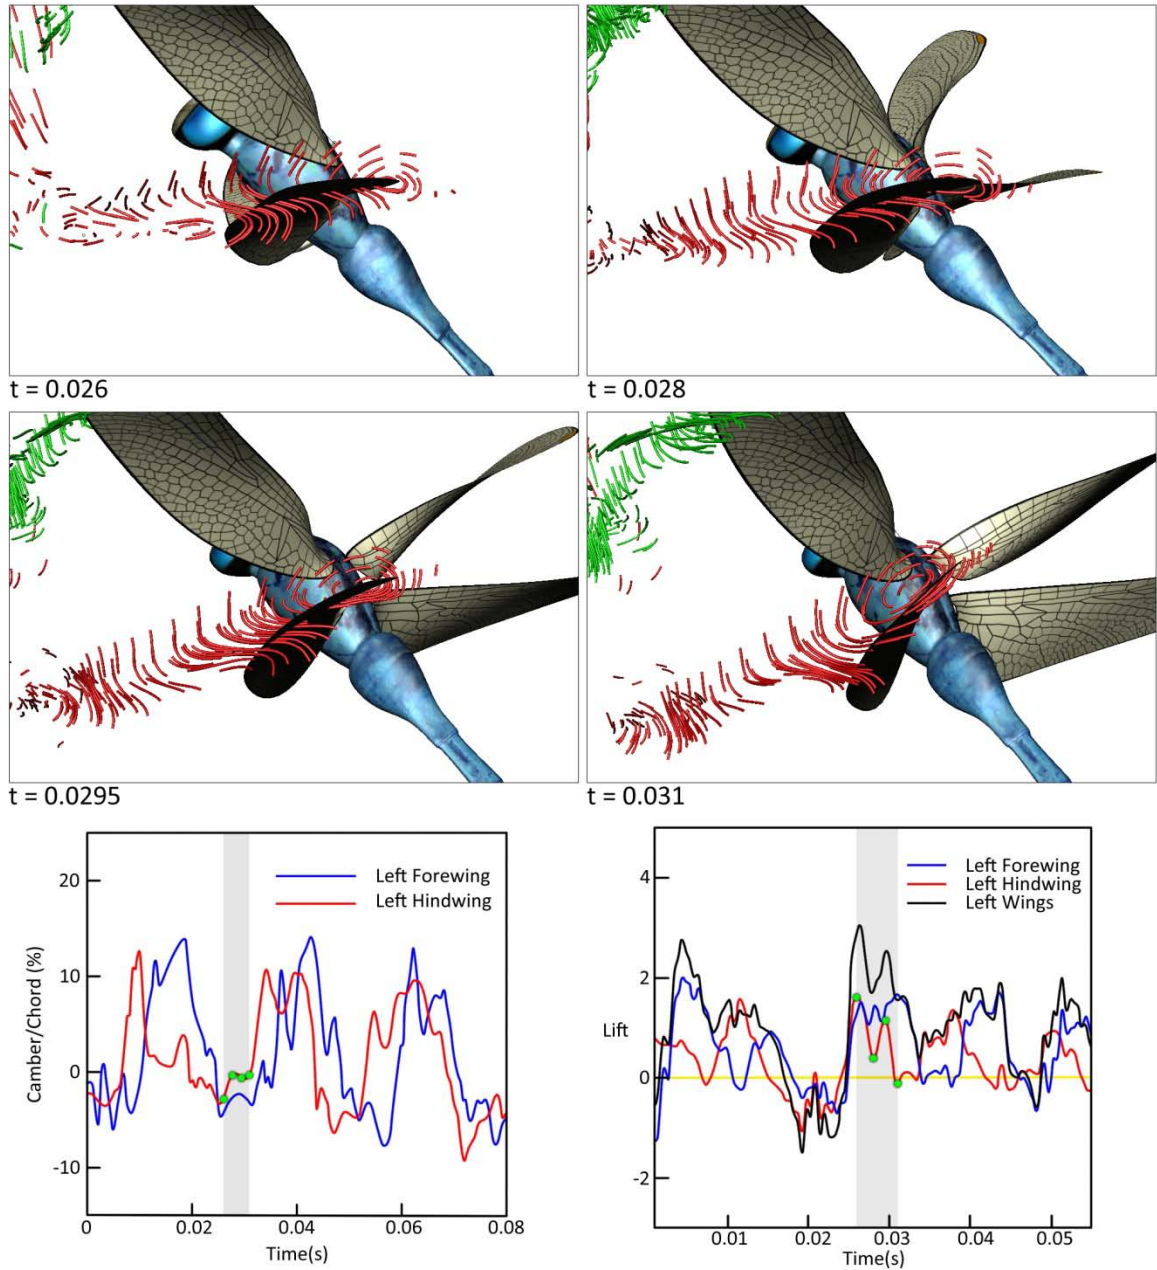 t = 0.026
t = 0.028
t = 0.0295
t = 0.031
Left Forewing
Left Hindwing
20
10
0
-10
Camber/Chord (%)
0
0.02
0.04
0.06
0.08
Time(s)
Left Forewing
Left Hindwing
Left Wings
4
2
0
-2
Lift
0.01
0.02
0.03
0.04
0.05
Time(s)